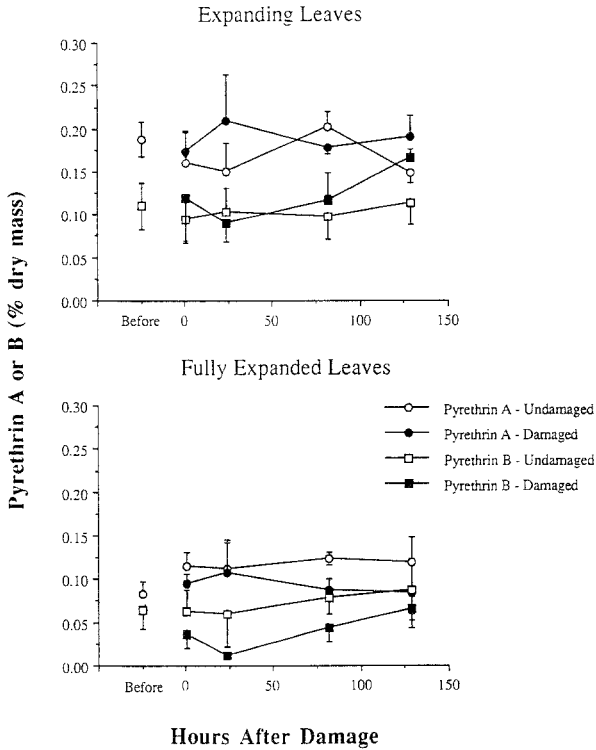 Expanding Leaves
0.30
0.25
0.20
0.15
0.10
0.05
0.00
Before 0 50 100 150
Pyrethrin A or B (% dry mass)
Fully Expanded Leaves
0.30
0.25
0.20
0.15
0.10
0.05
0.00
Pyrethrin A - Undamaged
Pyrethrin A - Damaged
Pyrethrin B - Undamaged
Pyrethrin B - Damaged
Before 0 50 100 150
Hours After Damage